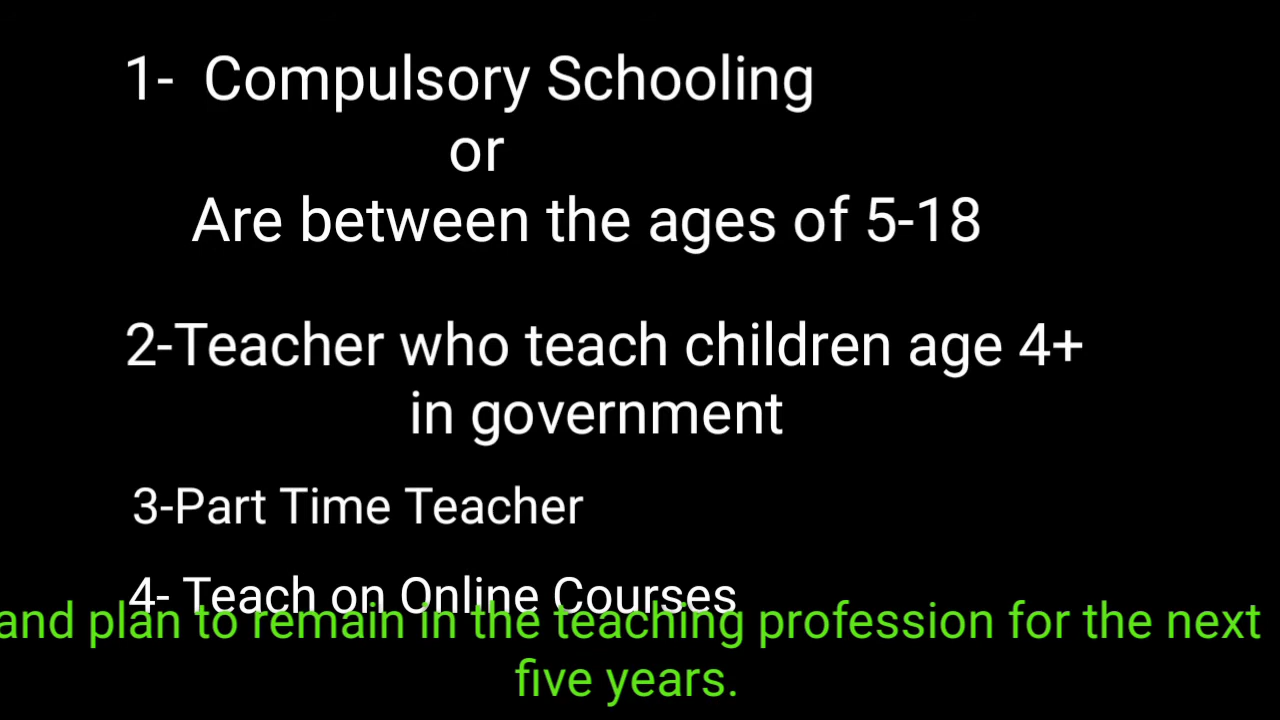 1- Compulsory Schooling
or
Are between the ages of 5-18
2-Teacher who teach children age 4+
in government
3-Part Time Teacher
4- Teach on Online Courses
and plan to remain in the teaching profession for the next
five years.